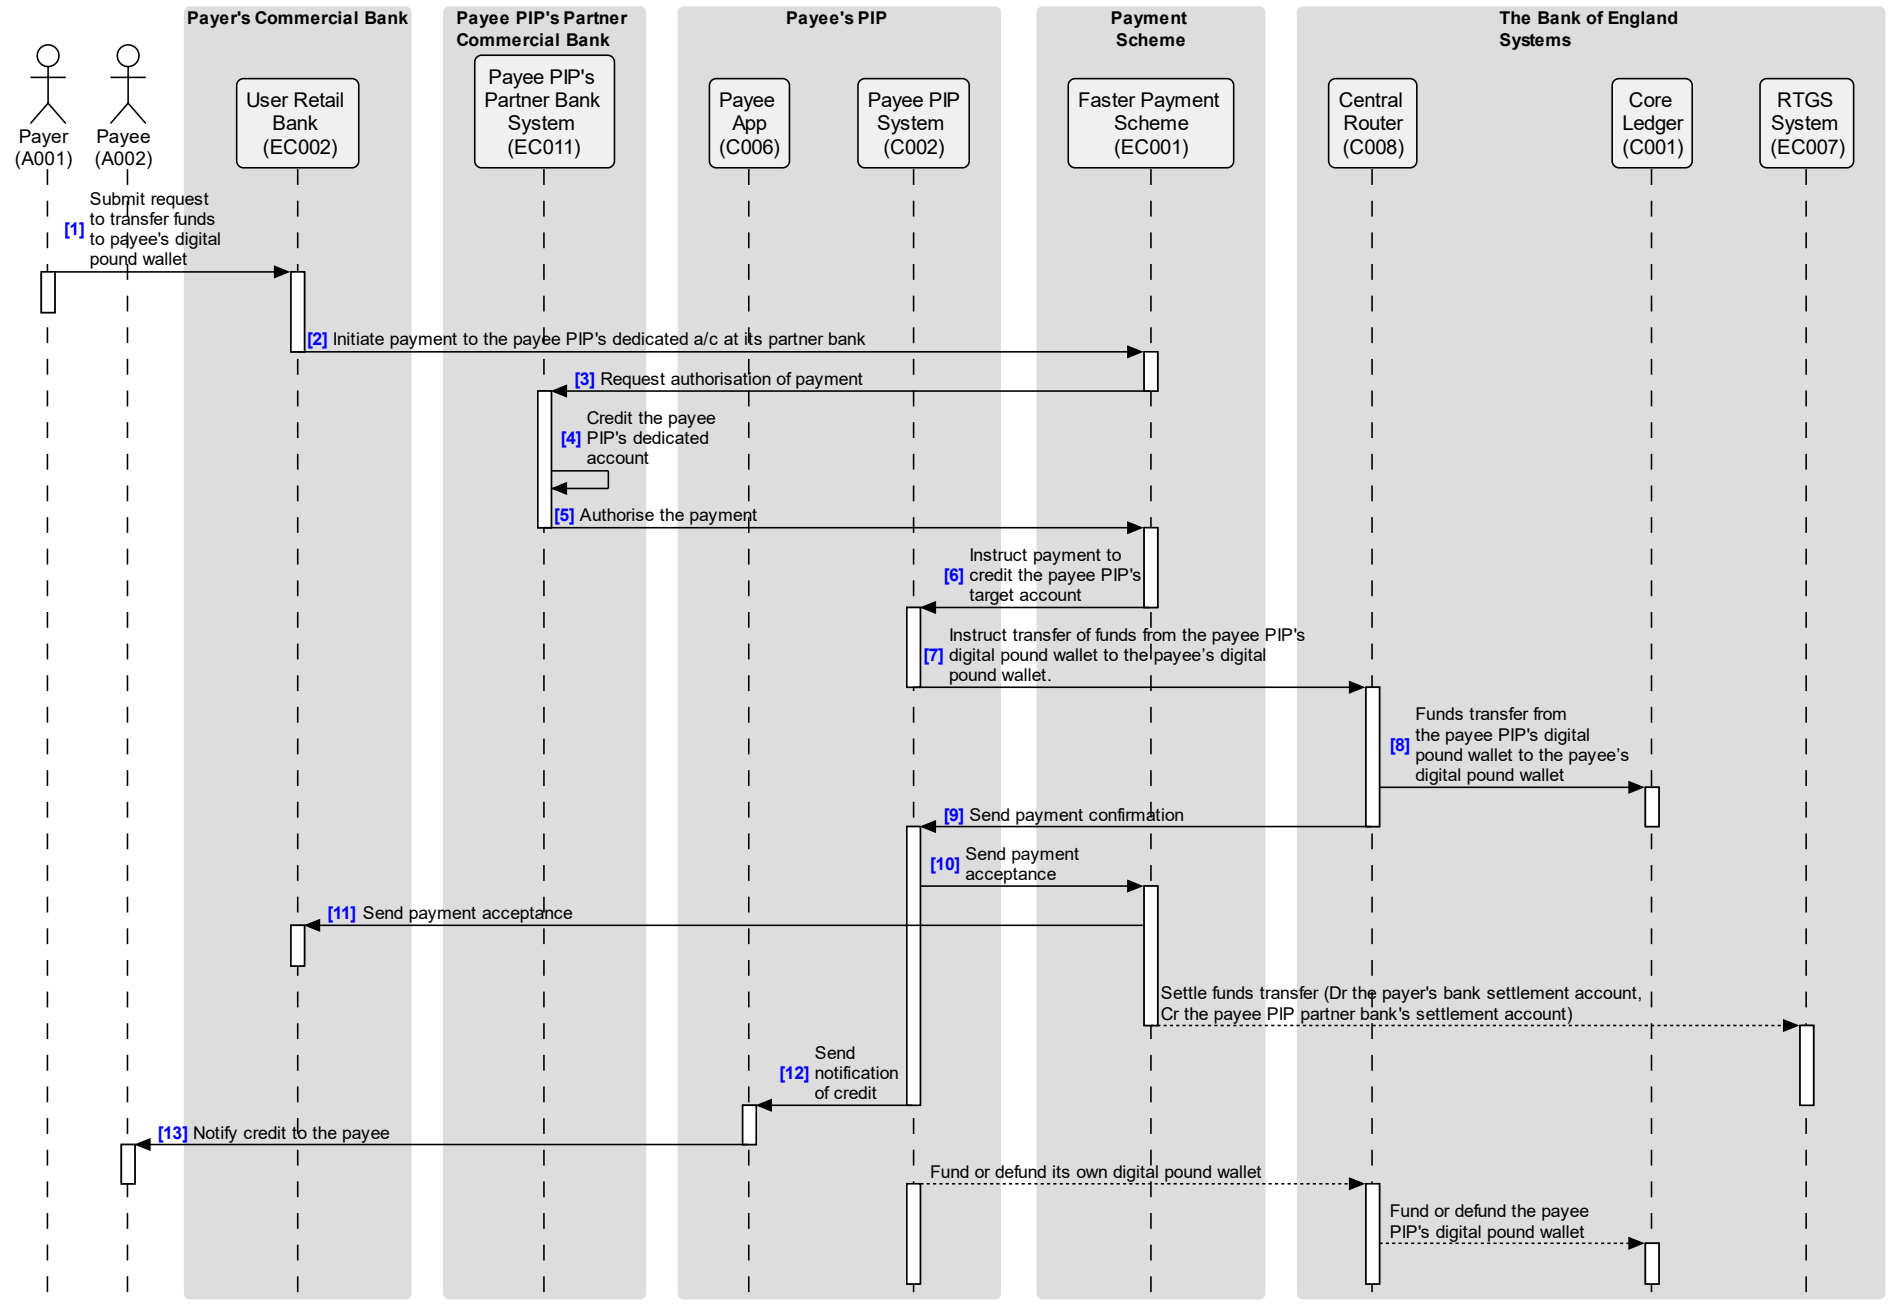 Payer's Commercial Bank
Payee PIP's Partner
Commercial Bank
Payee's PIP
Payment
Scheme
The Bank of England
Systems
Payer
(A001)
Payee
(A002)
User Retail
Bank
(EC002)
Payee PIP's
Partner Bank
System
(EC011)
Payee
App
(C006)
Payee PIP
System
(C002)
Faster Payment
Scheme
(EC001)
Central
Router
(C008)
Core
Ledger
(C001)
RTGS
System
(EC007)
[1] Submit request
to transfer funds
to payee's digital
pound wallet
[2] Initiate payment to the payee PIP's dedicated a/c at its partner bank
[3] Request authorisation of payment
[4] Credit the payee
PIP's dedicated
account
[5] Authorise the payment
[6] Instruct payment to
credit the payee PIP's
target account
[7] Instruct transfer of funds from the payee PIP's
digital pound wallet to the payee’s digital
pound wallet.
[8] Funds transfer from
the payee PIP's digital
pound wallet to the payee’s
digital pound wallet
[9] Send payment confirmation
[10] Send payment
acceptance
[11] Send payment acceptance
Settle funds transfer (Dr the payer's bank settlement account,
Cr the payee PIP partner bank's settlement account)
[12] Send
notification
of credit
[13] Notify credit to the payee
Fund or defund its own digital pound wallet
Fund or defund the payee
PIP's digital pound wallet